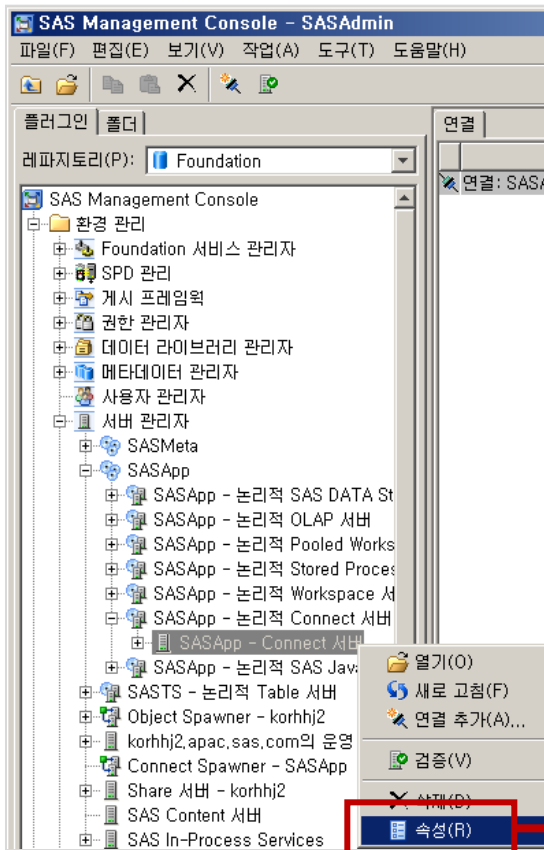 SAS Management Console - SASAdmin
파일(F) 편집(E) 보기(V) 작업(A) 도구(T) 도움말(H)
플러그인 폴더
레파지토리(P): Foundation
SAS Management Console
환경 관리
Foundation 서비스 관리자
SPD 관리
게시 프레임웍
권한 관리자
데이터 라이브러리 관리자
메타데이터 관리자
사용자 관리자
서버 관리자
SASMeta
SASApp
SASApp - 논리적 SAS DATA St
SASApp - 논리적 OLAP 서버
SASApp - 논리적 Pooled Works
SASApp - 논리적 Stored Proces
SASApp - 논리적 Workspace 서
SASApp - 논리적 Connect 서버
SASApp - Connect 서버
SASApp - 논리적 SAS Java
SASTS - 논리적 Table 서버
Object Spawner - korhhj2
korhhj2.apac.sas.com의 운영
Connect Spawner - SASApp
Share 서버 - korhhj2
SAS Content 서버
SAS In-Process Services
연결
연결: SASA
열기(O)
새로 고침(F)
연결 추가(A)...
검증(V)
삭제(D)
속성(R)